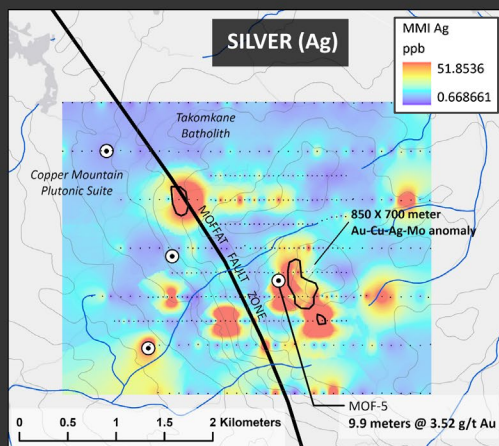 SILVER (Ag)
MMI Ag
ppb
51.8536
0.668661
Takomkane
Batholith
Copper Mountain
Plutonic Suite
MOFFAT FAULT ZONE
850 X 700 meter
Au-Cu-Ag-Mo anomaly
MOF-5
9.9 meters @ 3.52 g/t Au
0 0.5 1 1.5 2 Kilometers